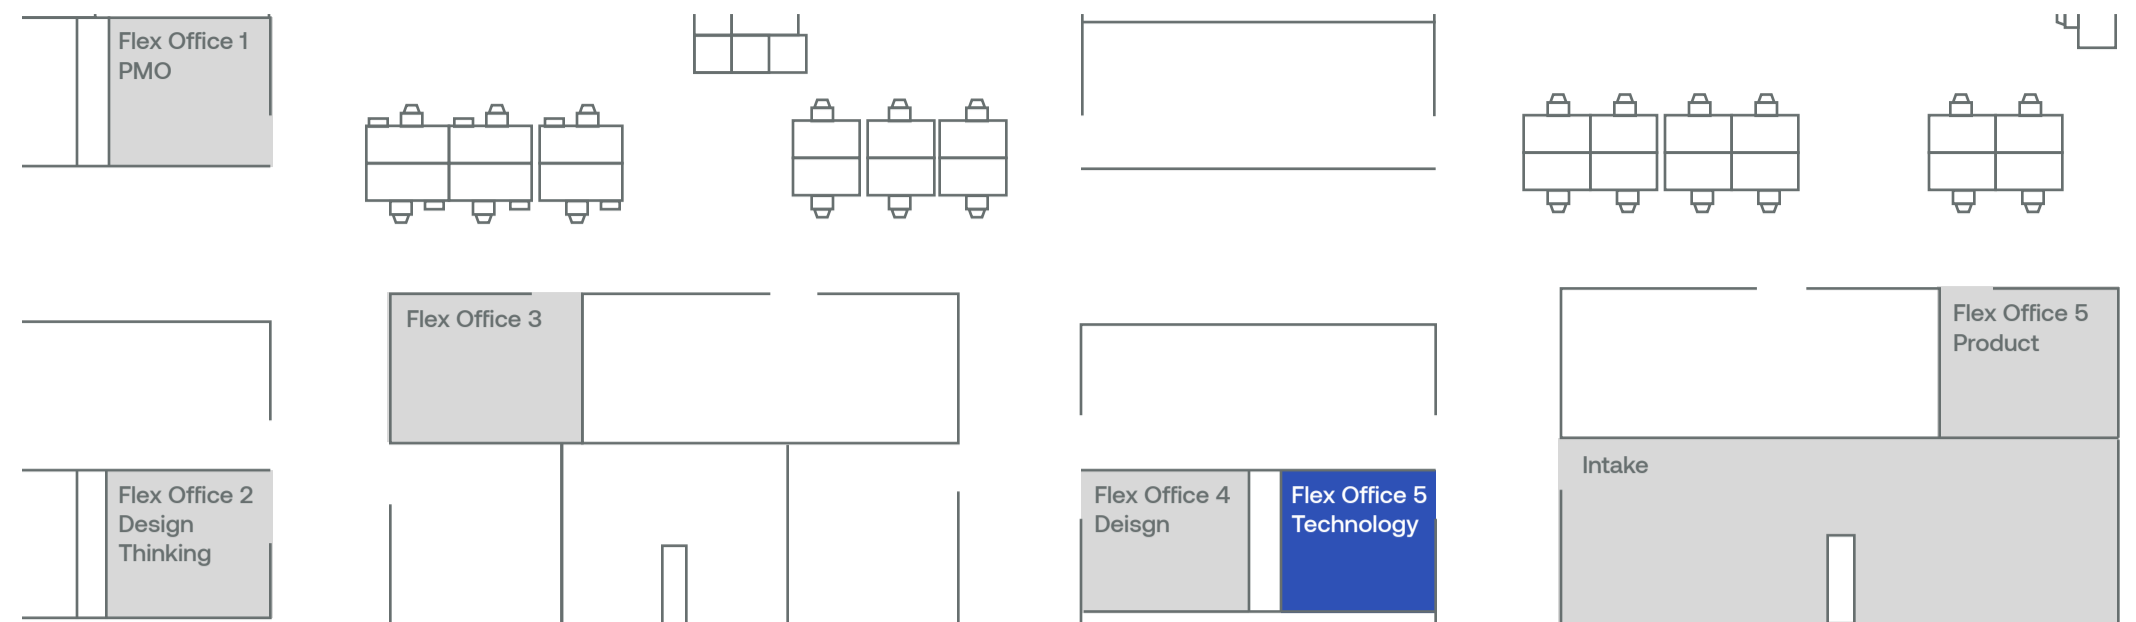 Flex Office 1
PMO
Flex Office 3
Flex Office 5
Product
Intake
Flex Office 2
Design
Thinking
Flex Office 4
Deisgn
Flex Office 5
Technology